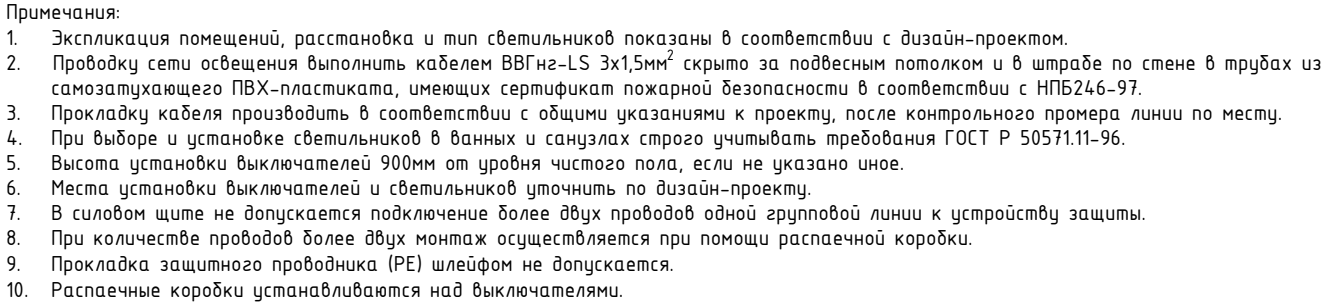 Примечания:
1. Экспликация помещений, расстановка и тип светильников показаны в соответствии с дизайн-проектом.
2. Проводку сети освещения выполнить кабелем ВВГнг-LS 3х1,5мм² скрыто за подвесным потолком и в штрабе по стене в трубах из
самозатухающего ПВХ-пластиката, имеющих сертификат пожарной безопасности в соответствии с НПБ246-97.
3. Прокладку кабеля производить в соответствии с общими указаниями к проекту, после контрольного промера линии по месту.
4. При выборе и установке светильников в ванных и санузлах строго учитывать требования ГОСТ Р 50571.11-96.
5. Высота установки выключателей 900мм от уровня чистого пола, если не указано иное.
6. Места установки выключателей и светильников уточнить по дизайн-проекту.
7. В силовом щите не допускается подключение более двух проводов одной групповой линии к устройству защиты.
8. При количестве проводов более двух монтаж осуществляется при помощи распаечной коробки.
9. Прокладка защитного проводника (РЕ) шлейфом не допускается.
10. Распаечные коробки устанавливаются над выключателями.